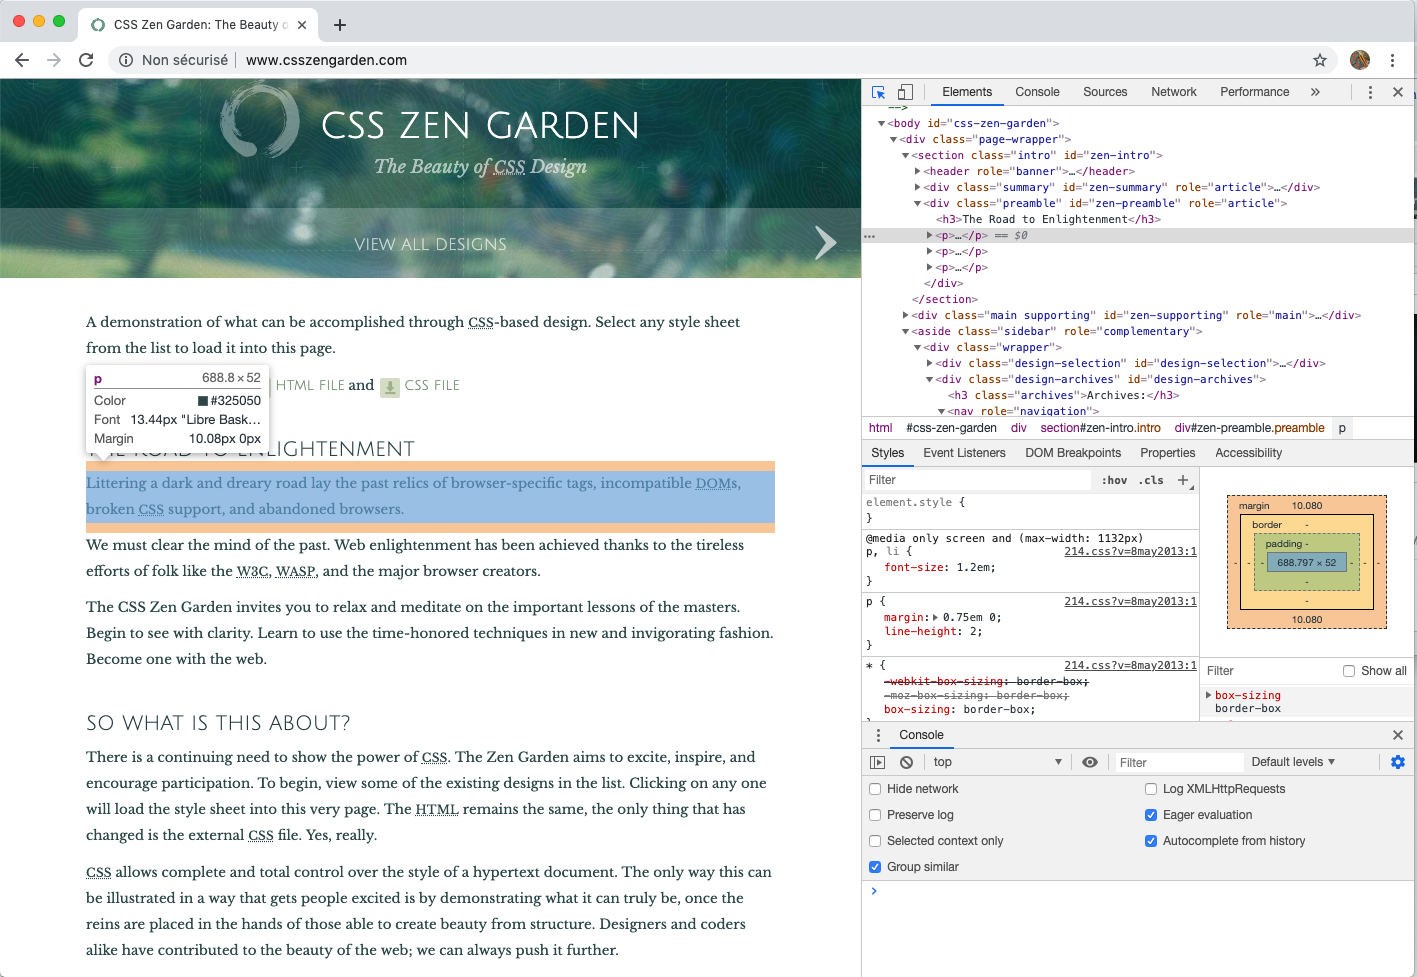 CSS Zen Garden: The Beauty o
Non sécurisé | www.csszengarden.com
CSS ZEN GARDEN
The Beauty of CSS Design
VIEW ALL DESIGNS
A demonstration of what can be accomplished through CSS-based design. Select any style sheet
from the list to load it into this page.
HTML FILE and CSS FILE
p 688.8 × 52
Color #325050
Font 13.44px "Libre Bask…
Margin 10.08px 0px
THE ROAD TO ENLIGHTENMENT
Littering a dark and dreary road lay the past relics of browser-specific tags, incompatible DOMs,
broken CSS support, and abandoned browsers.
We must clear the mind of the past. Web enlightenment has been achieved thanks to the tireless
efforts of folk like the W3C, WASP, and the major browser creators.
The CSS Zen Garden invites you to relax and meditate on the important lessons of the masters.
Begin to see with clarity. Learn to use the time-honored techniques in new and invigorating fashion.
Become one with the web.
SO WHAT IS THIS ABOUT?
There is a continuing need to show the power of CSS. The Zen Garden aims to excite, inspire, and
encourage participation. To begin, view some of the existing designs in the list. Clicking on any one
will load the style sheet into this very page. The HTML remains the same, the only thing that has
changed is the external CSS file. Yes, really.
CSS allows complete and total control over the style of a hypertext document. The only way this can
be illustrated in a way that gets people excited is by demonstrating what it can truly be, once the
reins are placed in the hands of those able to create beauty from structure. Designers and coders
alike have contributed to the beauty of the web; we can always push it further.
Elements Console Sources Network Performance »
-->
<body id="css-zen-garden">
<div class="page-wrapper">
<section class="intro" id="zen-intro">
<header role="banner">…</header>
<div class="summary" id="zen-summary" role="article">…</div>
<div class="preamble" id="zen-preamble" role="article">
<h3>The Road to Enlightenment</h3>
… <p>…</p> == $0
<p>…</p>
<p>…</p>
</div>
</section>
<div class="main supporting" id="zen-supporting" role="main">…</div>
<aside class="sidebar" role="complementary">
<div class="wrapper">
<div class="design-selection" id="design-selection">…</div>
<div class="design-archives" id="design-archives">
<h3 class="archives">Archives:</h3>
<nav role="navigation">
html #css-zen-garden div section#zen-intro.intro div#zen-preamble.preamble p
Styles Event Listeners DOM Breakpoints Properties Accessibility
Filter :hov .cls +
element.style {
}
@media only screen and (max-width: 1132px)
p, li { 214.css?v=8may2013:1
font-size: 1.2em;
}
p { 214.css?v=8may2013:1
margin: 0.75em 0;
line-height: 2;
}
* { 214.css?v=8may2013:1
-webkit-box-sizing: border-box;
-moz-box-sizing: border-box;
box-sizing: border-box;
}
margin 10.080
border -
padding -
- - - 688.797 × 52 - - -
-
-
10.080
Filter Show all
box-sizing
border-box
Console
top Filter Default levels
Hide network Log XMLHttpRequests
Preserve log Eager evaluation
Selected context only Autocomplete from history
Group similar